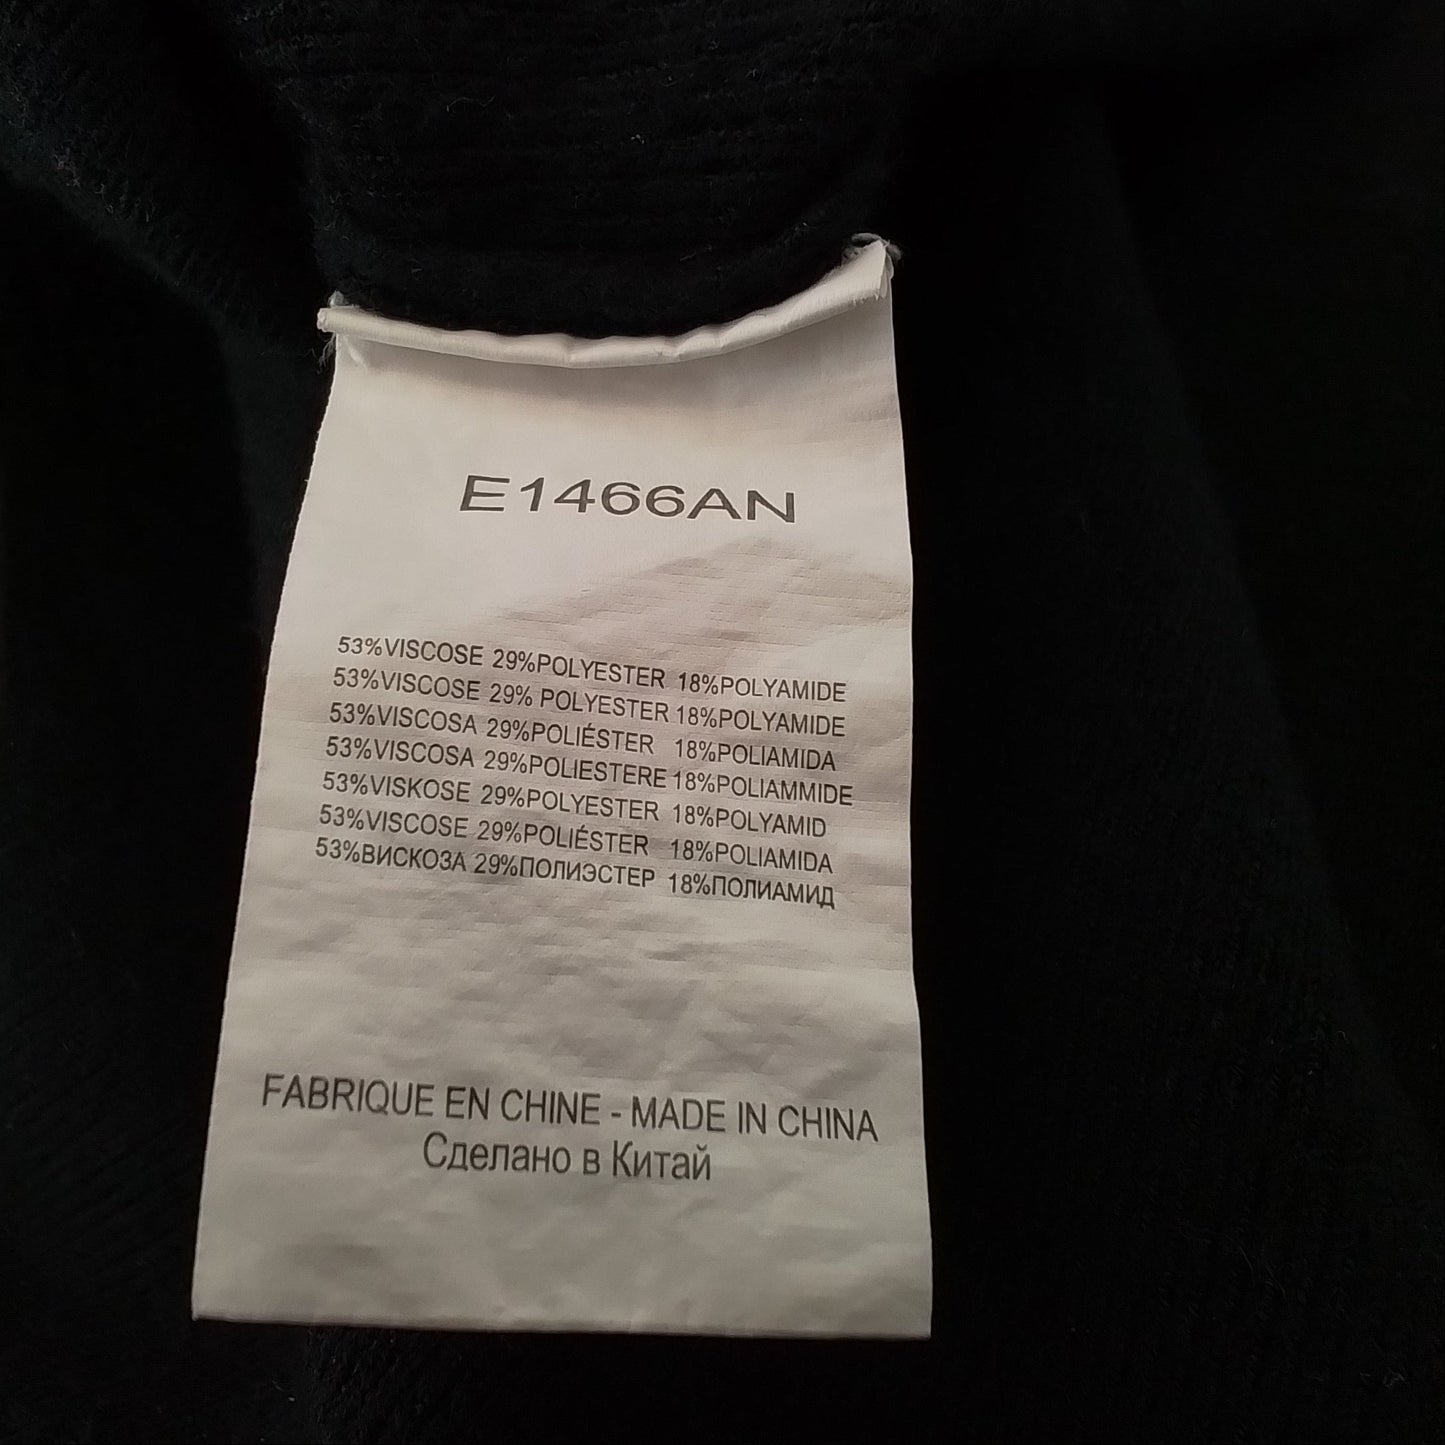 E1466AN
53%VISCOSE 29%POLYESTER 18%POLYAMIDE
53%VISCOSE 29% POLYESTER 18%POLYAMIDE
53%VISCOSA 29%POLIÉSTER 18%POLIAMIDA
53%VISCOSA 29%POLIESTERE 18%POLIAMMIDE
53%VISKOSE 29%POLYESTER 18%POLYAMID
53%VISCOSE 29%POLIÉSTER 18%POLIAMIDA
53%ВИСКОЗА 29%ПОЛИЭСТЕР 18%ПОЛИАМИД
FABRIQUE EN CHINE - MADE IN CHINA
Сделано в Китай